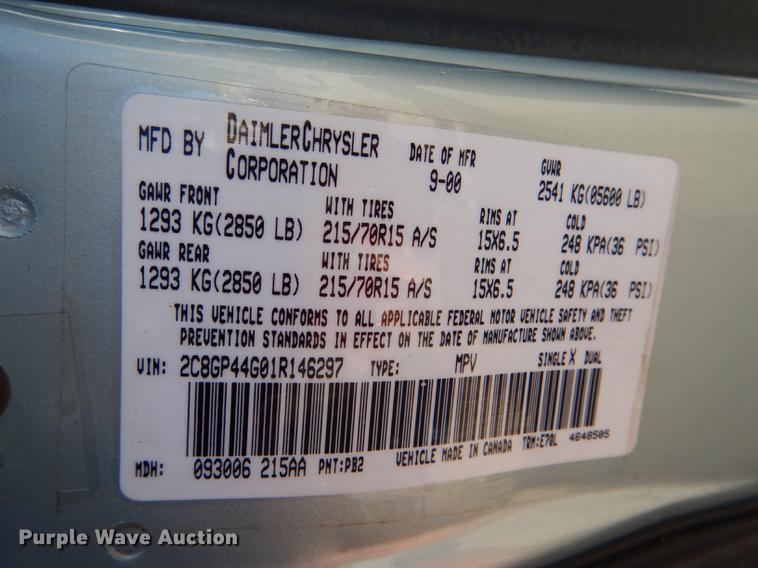 MFD BY DAIMLERCHRYSLER CORPORATION DATE OF MFR 9-00 GVWR 2541 KG(05600 LB)
GAWR FRONT WITH TIRES RIMS AT COLD
1293 KG(2850 LB) 215/70R15 A/S 15X6.5 248 KPA(36 PSI)
GAWR REAR WITH TIRES RIMS AT COLD
1293 KG(2850 LB) 215/70R15 A/S 15X6.5 248 KPA(36 PSI)
THIS VEHICLE CONFORMS TO ALL APPLICABLE FEDERAL MOTOR VEHICLE SAFETY AND THEFT
PREVENTION STANDARDS IN EFFECT ON THE DATE OF MANUFACTURE SHOWN ABOVE.
VIN: 2C8GP44G01R146297 TYPE: MPV SINGLE X DUAL
MDH: 093006 215AA PNT:PB2 VEHICLE MADE IN CANADA TRM:E7DL 4648505
Purple Wave Auction